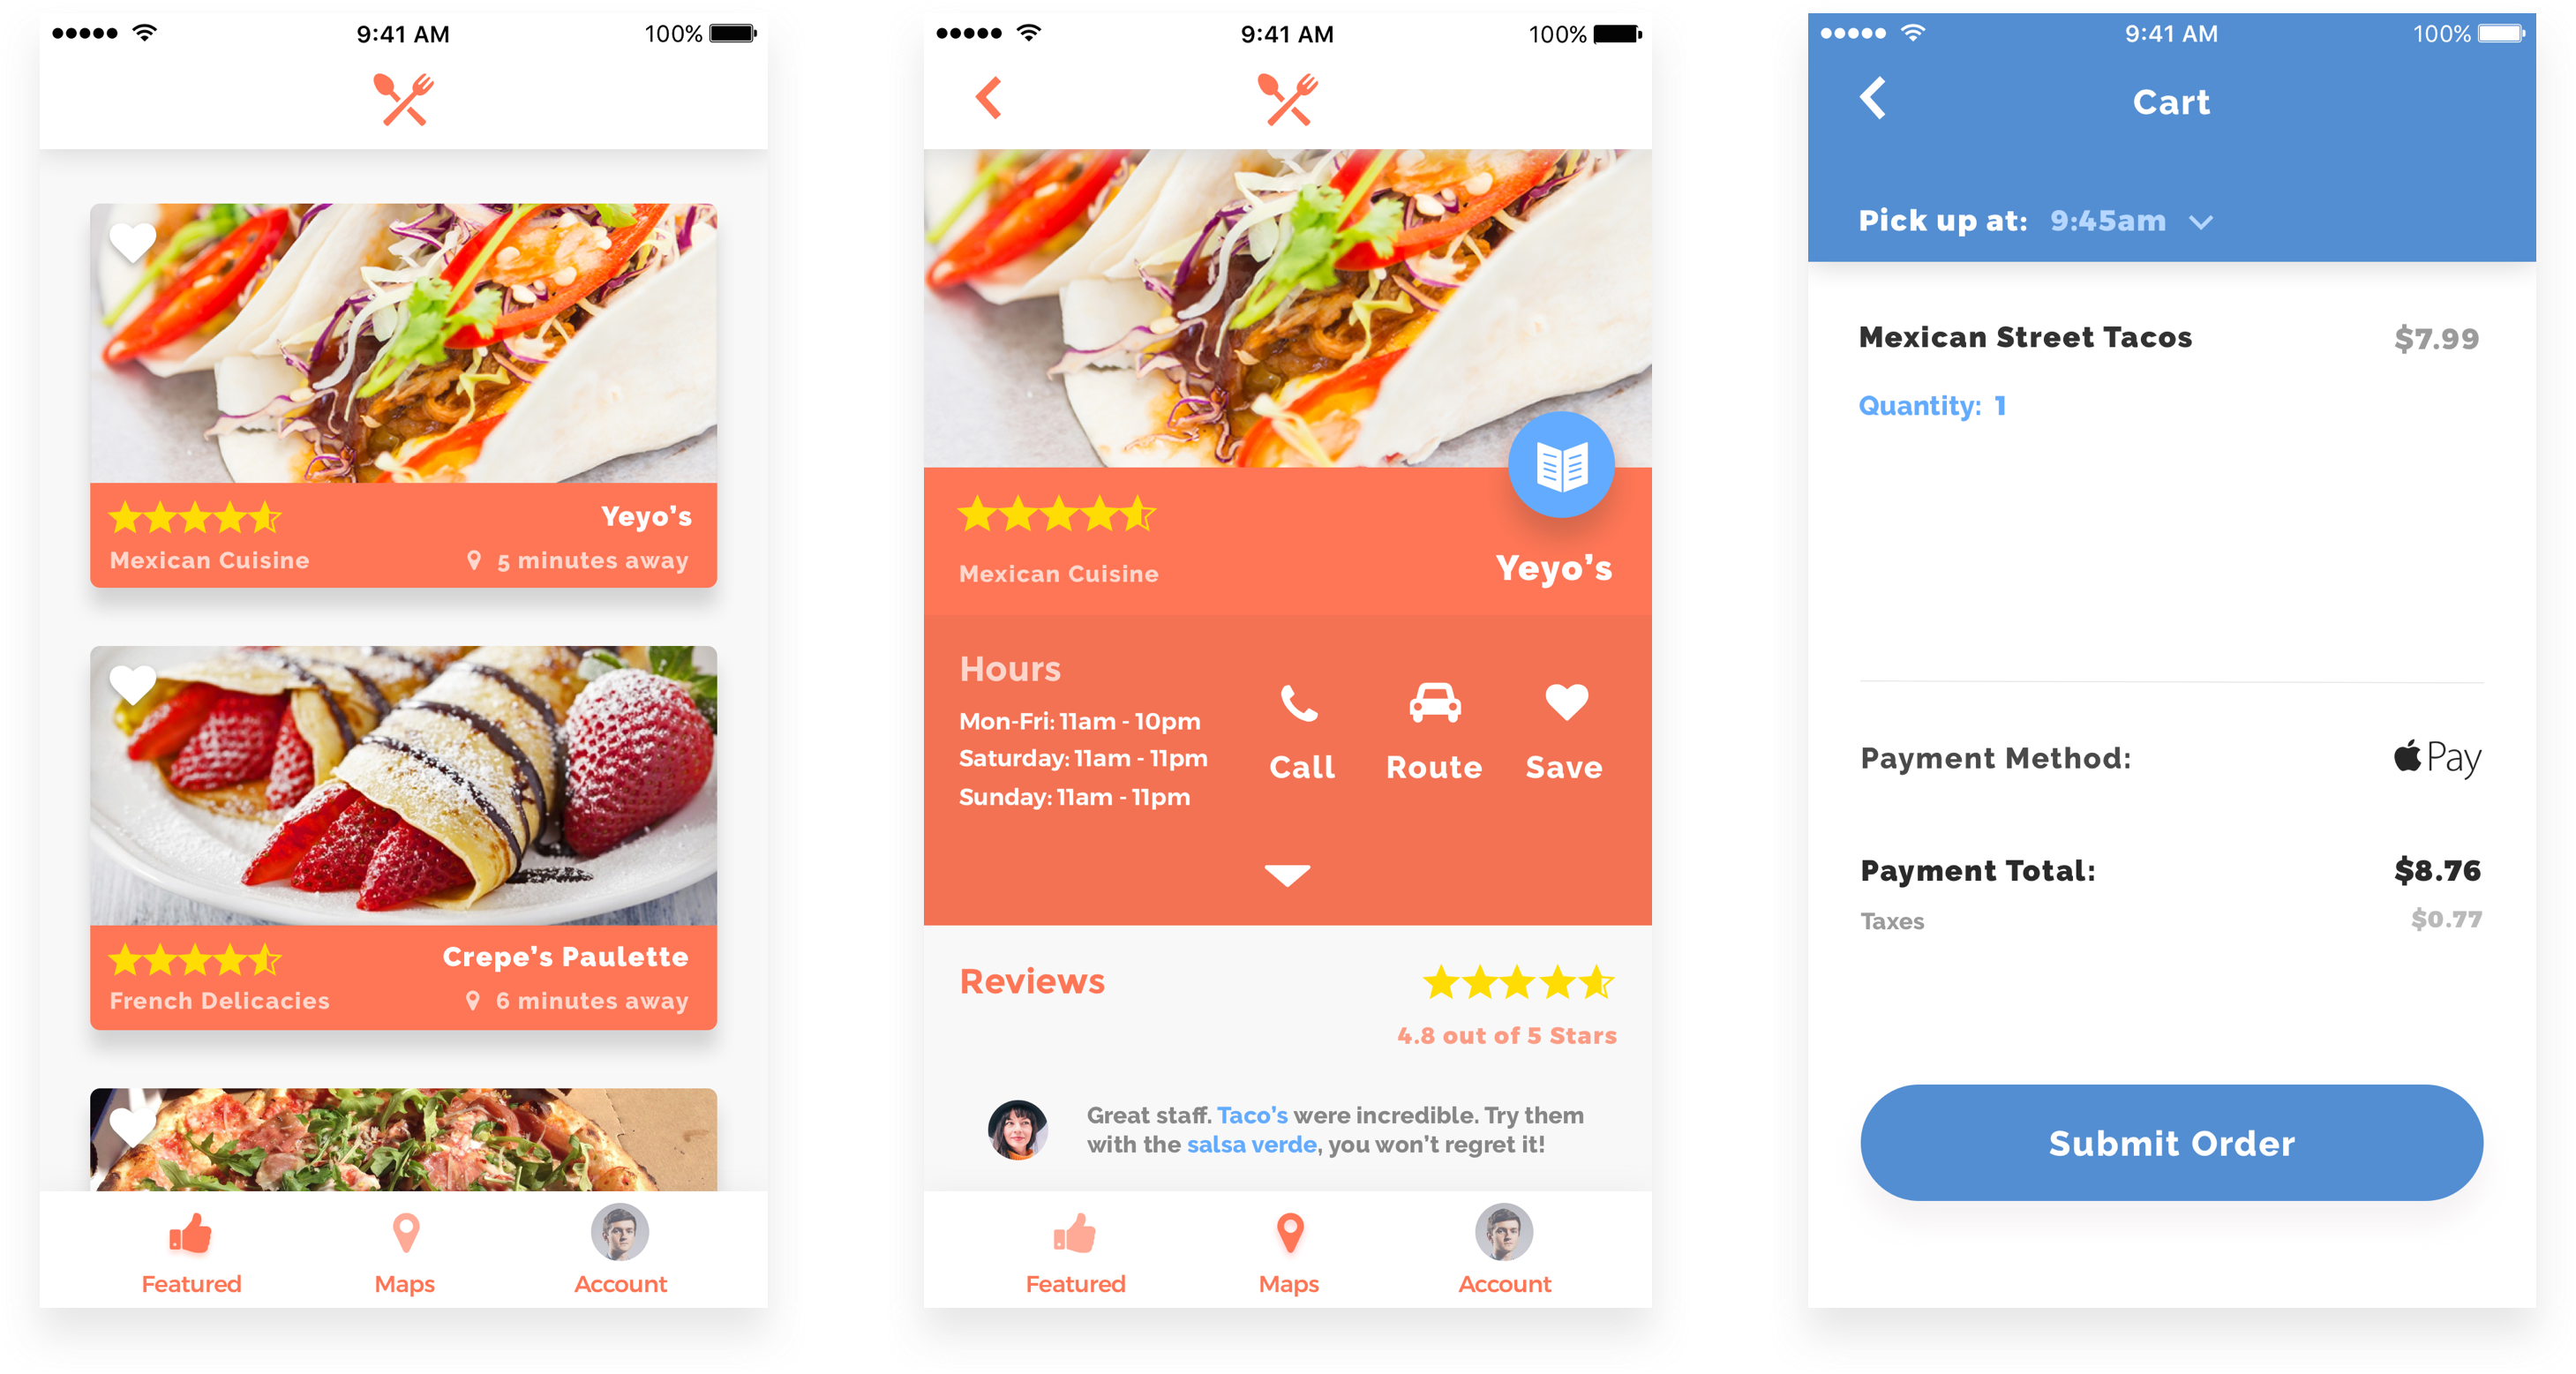 9:41 AM 100%
Yeyo's
Mexican Cuisine 5 minutes away
Crepe's Paulette
French Delicacies 6 minutes away
Featured Maps Account
9:41 AM 100%
Mexican Cuisine Yeyo's
Hours
Mon-Fri: 11am - 10pm
Saturday: 11am - 11pm
Sunday: 11am - 11pm
Call Route Save
Reviews
4.8 out of 5 Stars
Great staff. Taco's were incredible. Try them
with the salsa verde, you won't regret it!
Featured Maps Account
9:41 AM 100%
Cart
Pick up at: 9:45am
Mexican Street Tacos $7.99
Quantity: 1
Payment Method: Pay
Payment Total: $8.76
Taxes $0.77
Submit Order